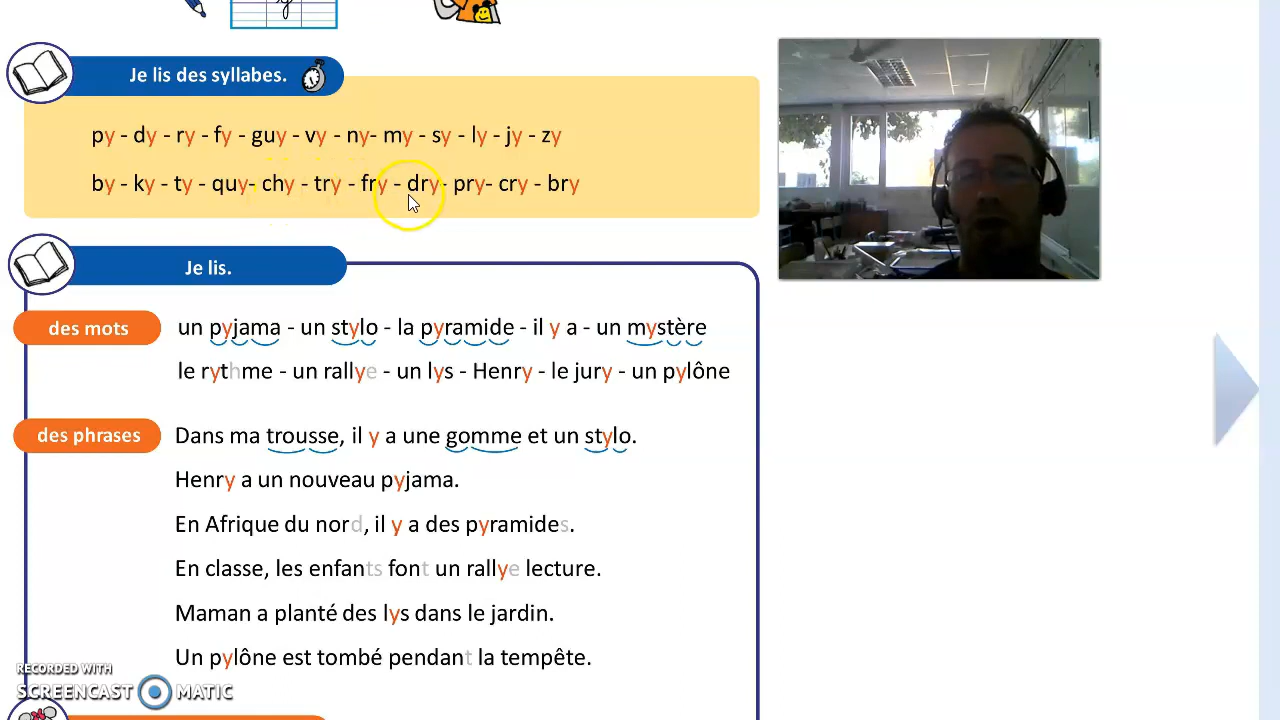 y
Je lis des syllabes.
py - dy - ry - fy - guy - vy - ny- my - sy - ly - jy - zy
by - ky - ty - quy- chy - try - fry - dry- pry- cry - bry
Je lis.
des mots
un pyjama - un stylo - la pyramide - il y a - un mystère
le rythme - un rallye - un lys - Henry - le jury - un pylône
des phrases
Dans ma trousse, il y a une gomme et un stylo.
Henry a un nouveau pyjama.
En Afrique du nord, il y a des pyramides.
En classe, les enfants font un rallye lecture.
Maman a planté des lys dans le jardin.
Un pylône est tombé pendant la tempête.
RECORDED WITH
SCREENCAST MATIC